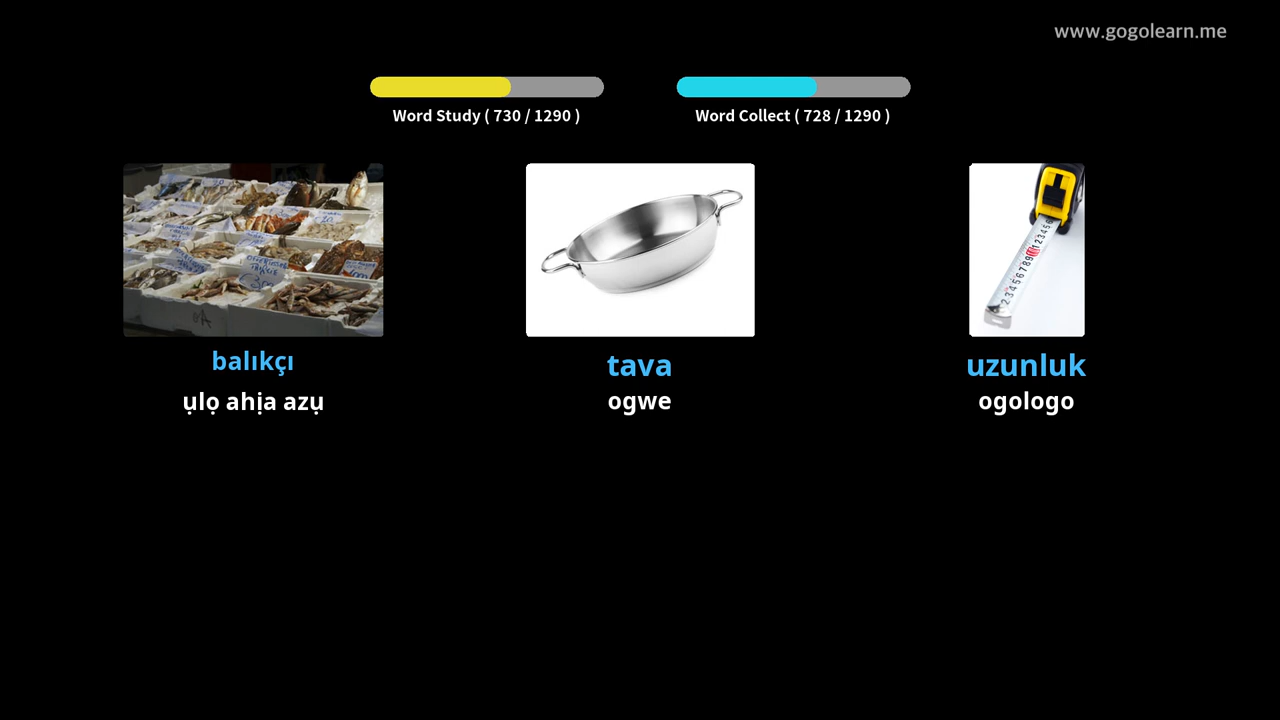 www.gogolearn.me
Word Study ( 730 / 1290 )
Word Collect ( 728 / 1290 )
balıkçı
tava
uzunluk
ụlọ ahịa azụ
ogwe
ogologo